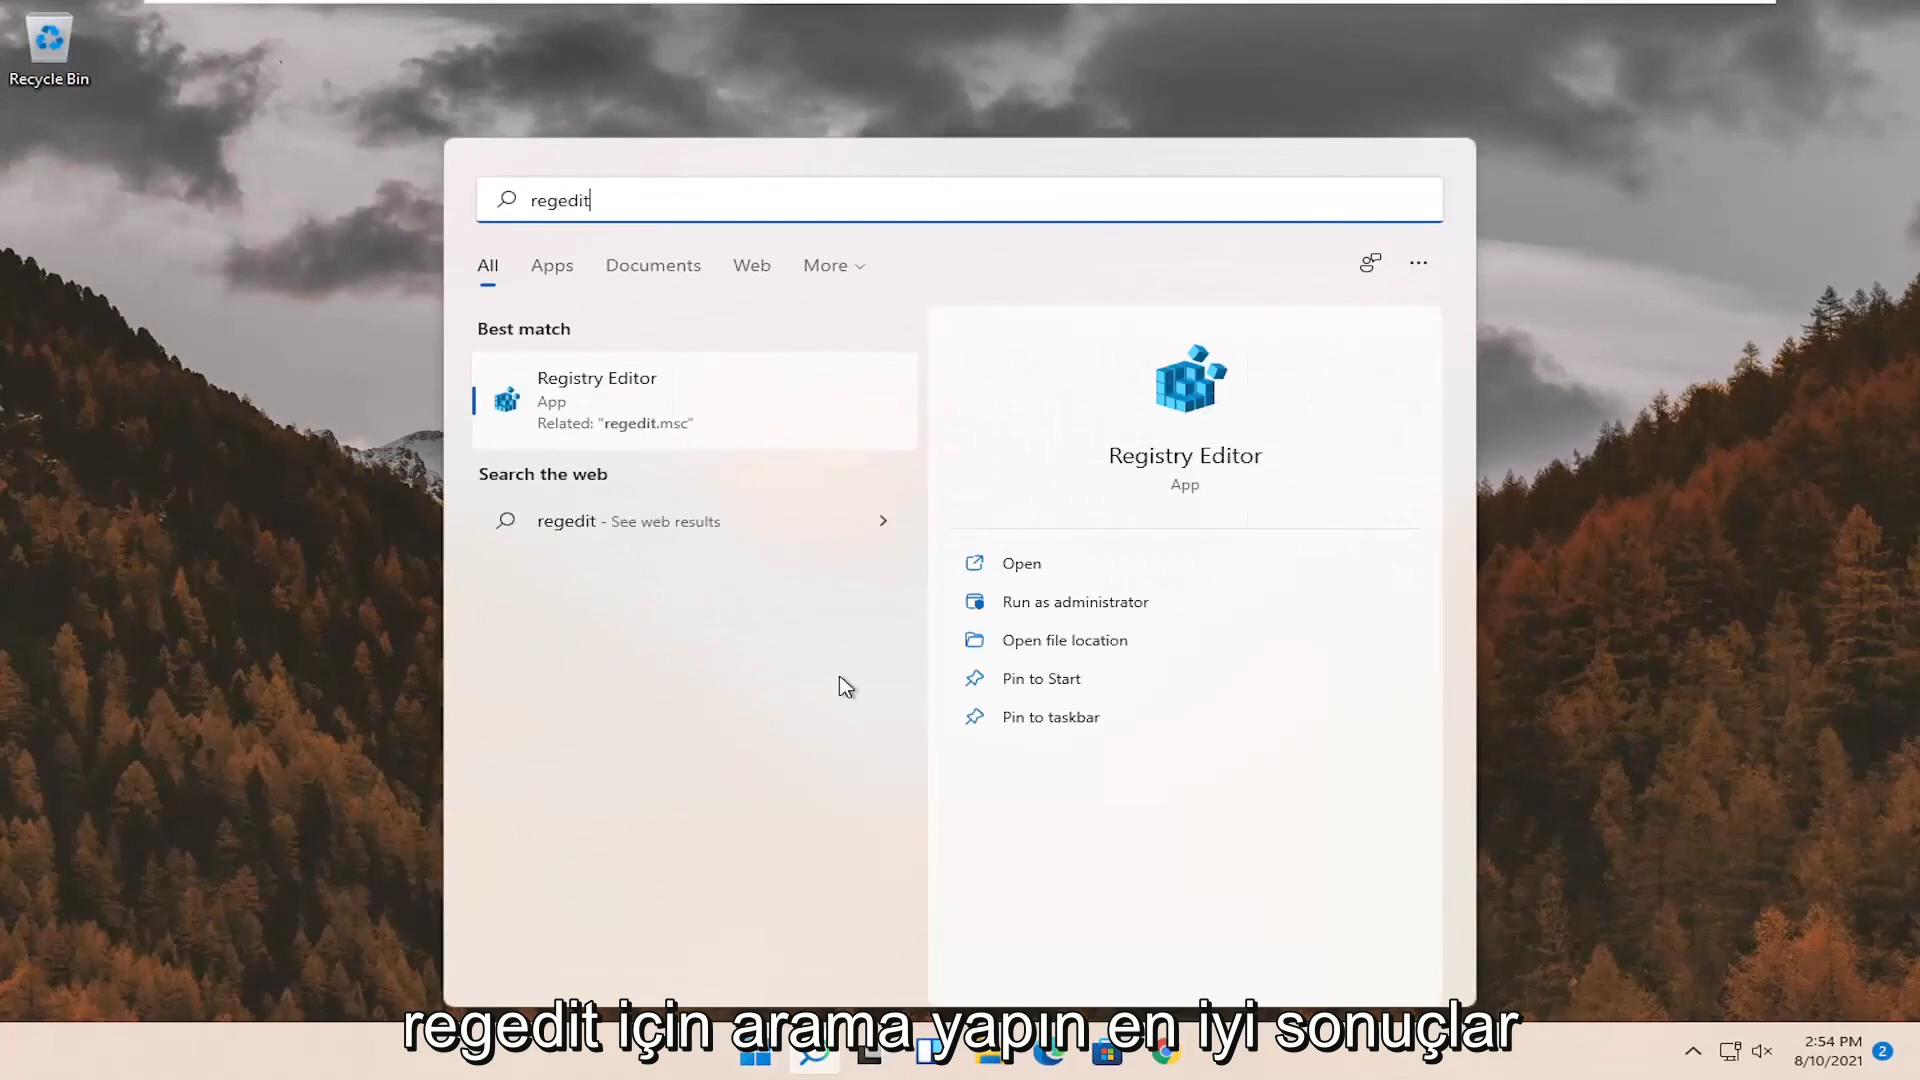 Recycle Bin
regedit
All
Apps
Documents
Web
More
Best match
Registry Editor
App
Related: "regedit.msc"
Search the web
regedit - See web results
Registry Editor
App
Open
Run as administrator
Open file location
Pin to Start
Pin to taskbar
regedit için arama yapın en iyi sonuçlar
2:54 PM
8/10/2021
2